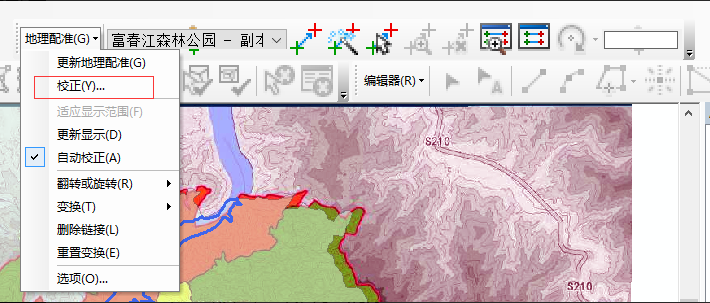 地理配准(G)
富春江森林公园 - 副本
更新地理配准(G)
校正(Y)...
编辑器(R)
适应显示范围(F)
更新显示(D)
自动校正(A)
翻转或旋转(R)
变换(T)
删除链接(L)
重置变换(E)
选项(O)...
S210
S210